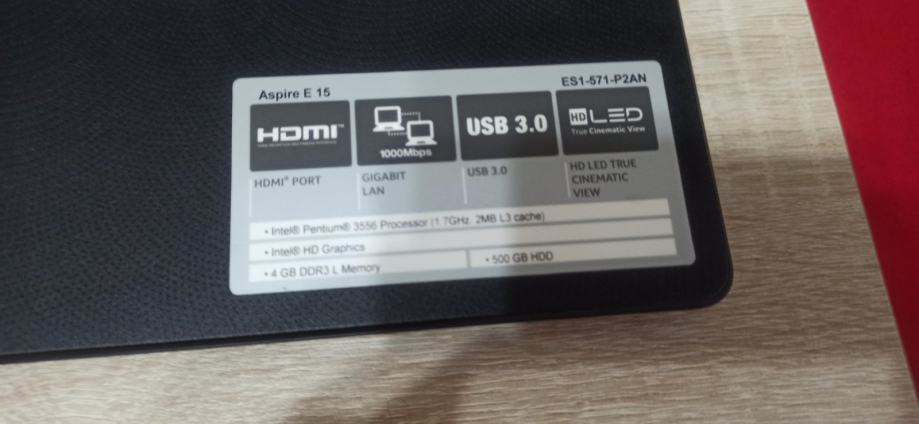 Aspire E 15
ES1-571-P2AN
HDMI™
1000Mbps
USB 3.0
HD LED
True Cinematic View
HDMI® PORT
GIGABIT
LAN
USB 3.0
HD LED TRUE
CINEMATIC
VIEW
• Intel® Pentium® 3556 Processor (1.7GHz, 2MB L3 cache)
• Intel® HD Graphics
• 4 GB DDR3 L Memory
• 500 GB HDD